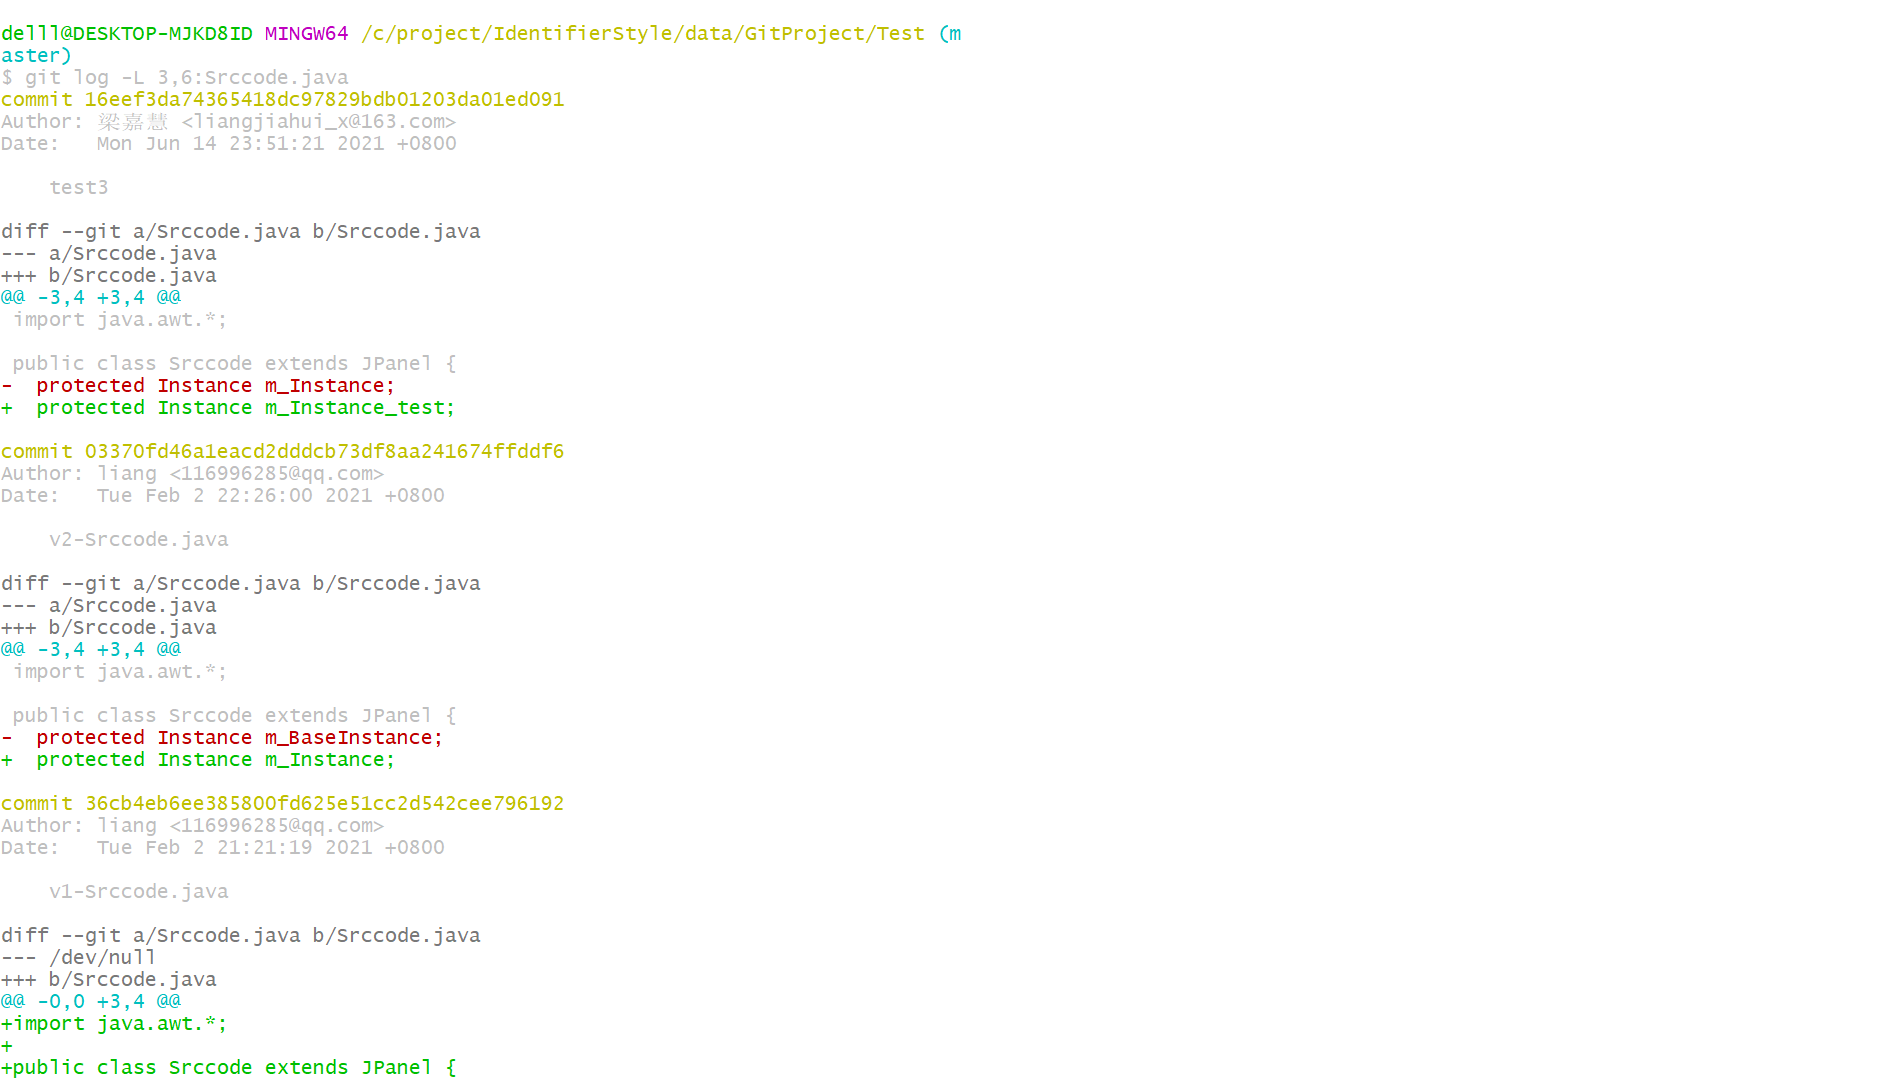 delll@DESKTOP-MJKD8ID MINGW64 /c/project/IdentifierStyle/data/GitProject/Test (m
aster)
$ git log -L 3,6:Srccode.java
commit 16eef3da74365418dc97829bdb01203da01ed091
Author: 梁嘉慧 <liangjiahui_x@163.com>
Date:   Mon Jun 14 23:51:21 2021 +0800

    test3

diff --git a/Srccode.java b/Srccode.java
--- a/Srccode.java
+++ b/Srccode.java
@@ -3,4 +3,4 @@
 import java.awt.*;

 public class Srccode extends JPanel {
-  protected Instance m_Instance;
+  protected Instance m_Instance_test;

commit 03370fd46a1eacd2dddcb73df8aa241674ffddf6
Author: liang <116996285@qq.com>
Date:   Tue Feb 2 22:26:00 2021 +0800

    v2-Srccode.java

diff --git a/Srccode.java b/Srccode.java
--- a/Srccode.java
+++ b/Srccode.java
@@ -3,4 +3,4 @@
 import java.awt.*;

 public class Srccode extends JPanel {
-  protected Instance m_BaseInstance;
+  protected Instance m_Instance;

commit 36cb4eb6ee385800fd625e51cc2d542cee796192
Author: liang <116996285@qq.com>
Date:   Tue Feb 2 21:21:19 2021 +0800

    v1-Srccode.java

diff --git a/Srccode.java b/Srccode.java
--- /dev/null
+++ b/Srccode.java
@@ -0,0 +3,4 @@
+import java.awt.*;
+
+public class Srccode extends JPanel {